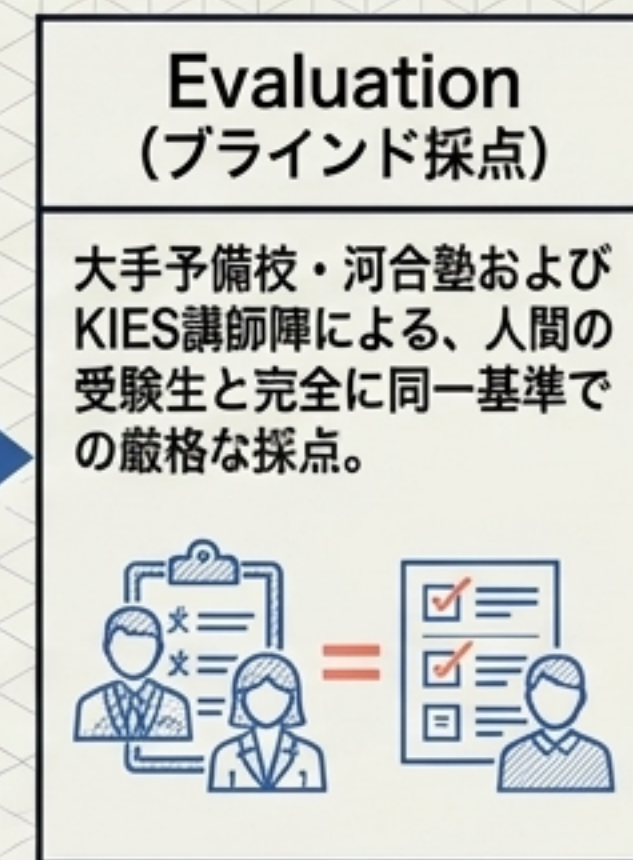 Evaluation
（ブラインド採点）
大手予備校・河合塾および
KIES講師陣による、人間の
受験生と完全に同一基準で
の厳格な採点。